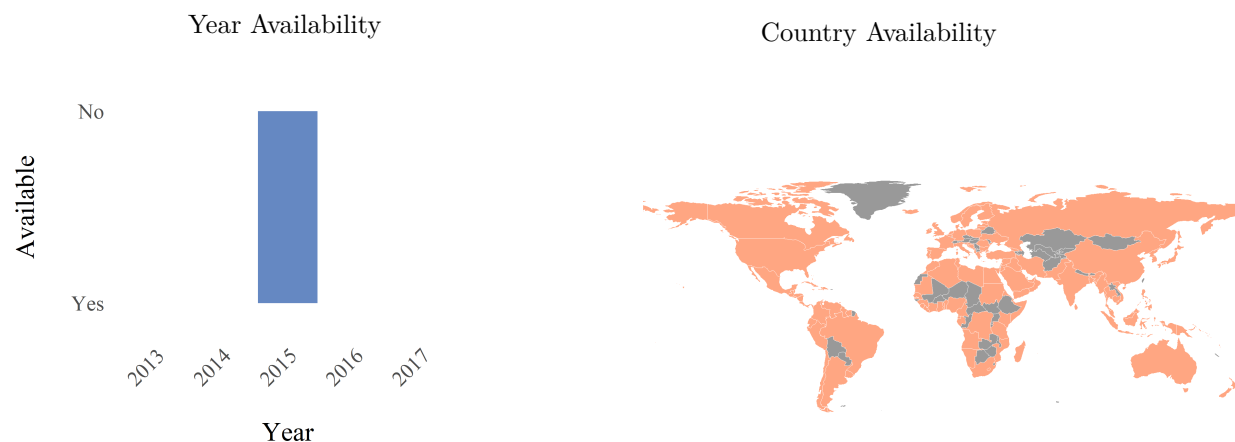 Year Availability
No
Yes
Available
2013
2014
2015
2016
2017
Year
Country Availability